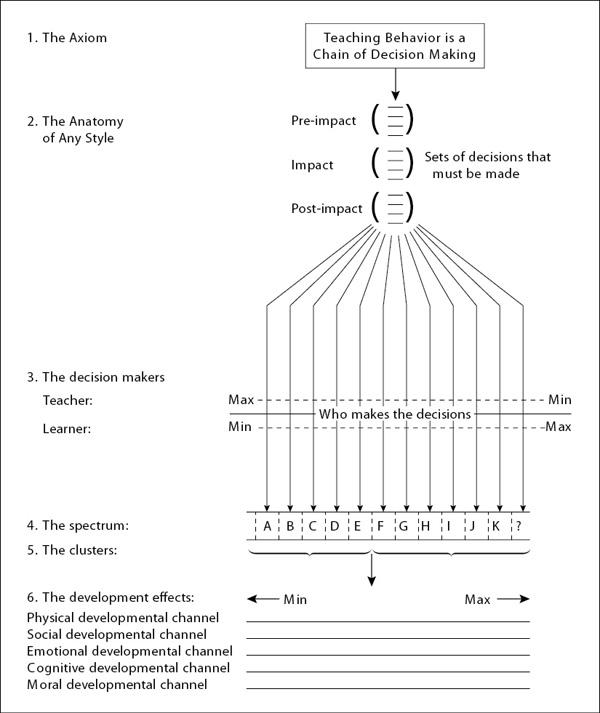 1. The Axiom
Teaching Behavior is a
Chain of Decision Making
2. The Anatomy
of Any Style
Pre-impact
Impact
Post-impact
Sets of decisions that
must be made
3. The decision makers
Teacher:
Max
Min
Who makes the decisions
Learner:
Min
Max
4. The spectrum:
A B C D E F G H I J K ?
5. The clusters:
6. The development effects:
Min
Max
Physical developmental channel
Social developmental channel
Emotional developmental channel
Cognitive developmental channel
Moral developmental channel